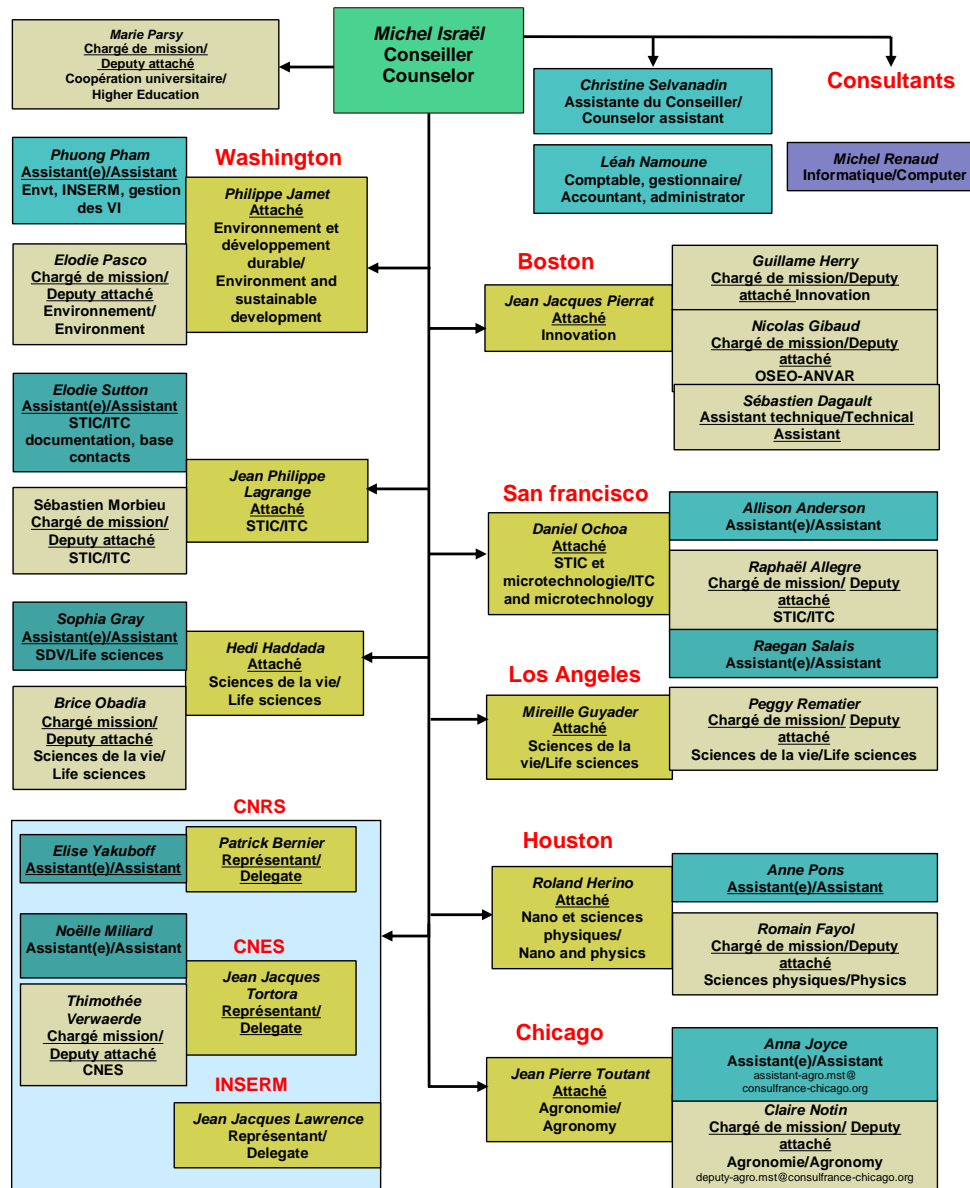 Marie Parsy
Chargé de  mission/
Deputy attaché
Coopération universitaire/
Higher Education
Michel Israël
Conseiller
Counselor
Christine Selvanadin
Assistante du Conseiller/
Counselor assistant
Consultants
Léah Namoune
Comptable, gestionnaire/
Accountant, administrator
Michel Renaud
Informatique/Computer
Washington
Phuong Pham
Assistant(e)/Assistant
Envt, INSERM, gestion
des VI
Philippe Jamet
Attaché
Environnement et
développement
durable/
Environment and
sustainable
development
Elodie Pasco
Chargé de mission/
Deputy attaché
Environnement/
Environment
Elodie Sutton
Assistant(e)/Assistant
STIC/ITC
documentation, base
contacts
Jean Philippe
Lagrange
Attaché
STIC/ITC
Sébastien Morbieu
Chargé de mission/
Deputy attaché
STIC/ITC
Sophia Gray
Assistant(e)/Assistant
SDV/Life sciences
Hedi Haddada
Attaché
Sciences de la vie/
Life sciences
Brice Obadia
Chargé mission/
Deputy attaché
Sciences de la vie/
Life sciences
CNRS
Elise Yakuboff
Assistant(e)/Assistant
Patrick Bernier
Représentant/
Delegate
Noëlle Miliard
Assistant(e)/Assistant
CNES
Jean Jacques
Tortora
Représentant/
Delegate
Thimothée
Verwaerde
Chargé mission/
Deputy attaché
CNES
INSERM
Jean Jacques Lawrence
Représentant/
Delegate
Boston
Jean Jacques Pierrat
Attaché
Innovation
Guillame Herry
Chargé de mission/Deputy
attaché Innovation
Nicolas Gibaud
Chargé de mission/Deputy
attaché
OSEO-ANVAR
Sébastien Dagault
Assistant technique/Technical
Assistant
San francisco
Daniel Ochoa
Attaché
STIC et
microtechnologie/ITC
and microtechnology
Allison Anderson
Assistant(e)/Assistant
Raphaël Allegre
Chargé de mission/ Deputy
attaché
STIC/ITC
Los Angeles
Mireille Guyader
Attaché
Sciences de la
vie/Life sciences
Raegan Salais
Assistant(e)/Assistant
Peggy Rematier
Chargé de mission/ Deputy
attaché
Sciences de la vie/Life sciences
Houston
Roland Herino
Attaché
Nano et sciences
physiques/
Nano and physics
Anne Pons
Assistant(e)/Assistant
Romain Fayol
Chargé de mission/Deputy
attaché
Sciences physiques/Physics
Chicago
Jean Pierre Toutant
Attaché
Agronomie/
Agronomy
Anna Joyce
Assistant(e)/Assistant
assistant-agro.mst@
consulfrance-chicago.org
Claire Notin
Chargé de mission/ Deputy
attaché
Agronomie/Agronomy
deputy-agro.mst@consulfrance-chicago.org